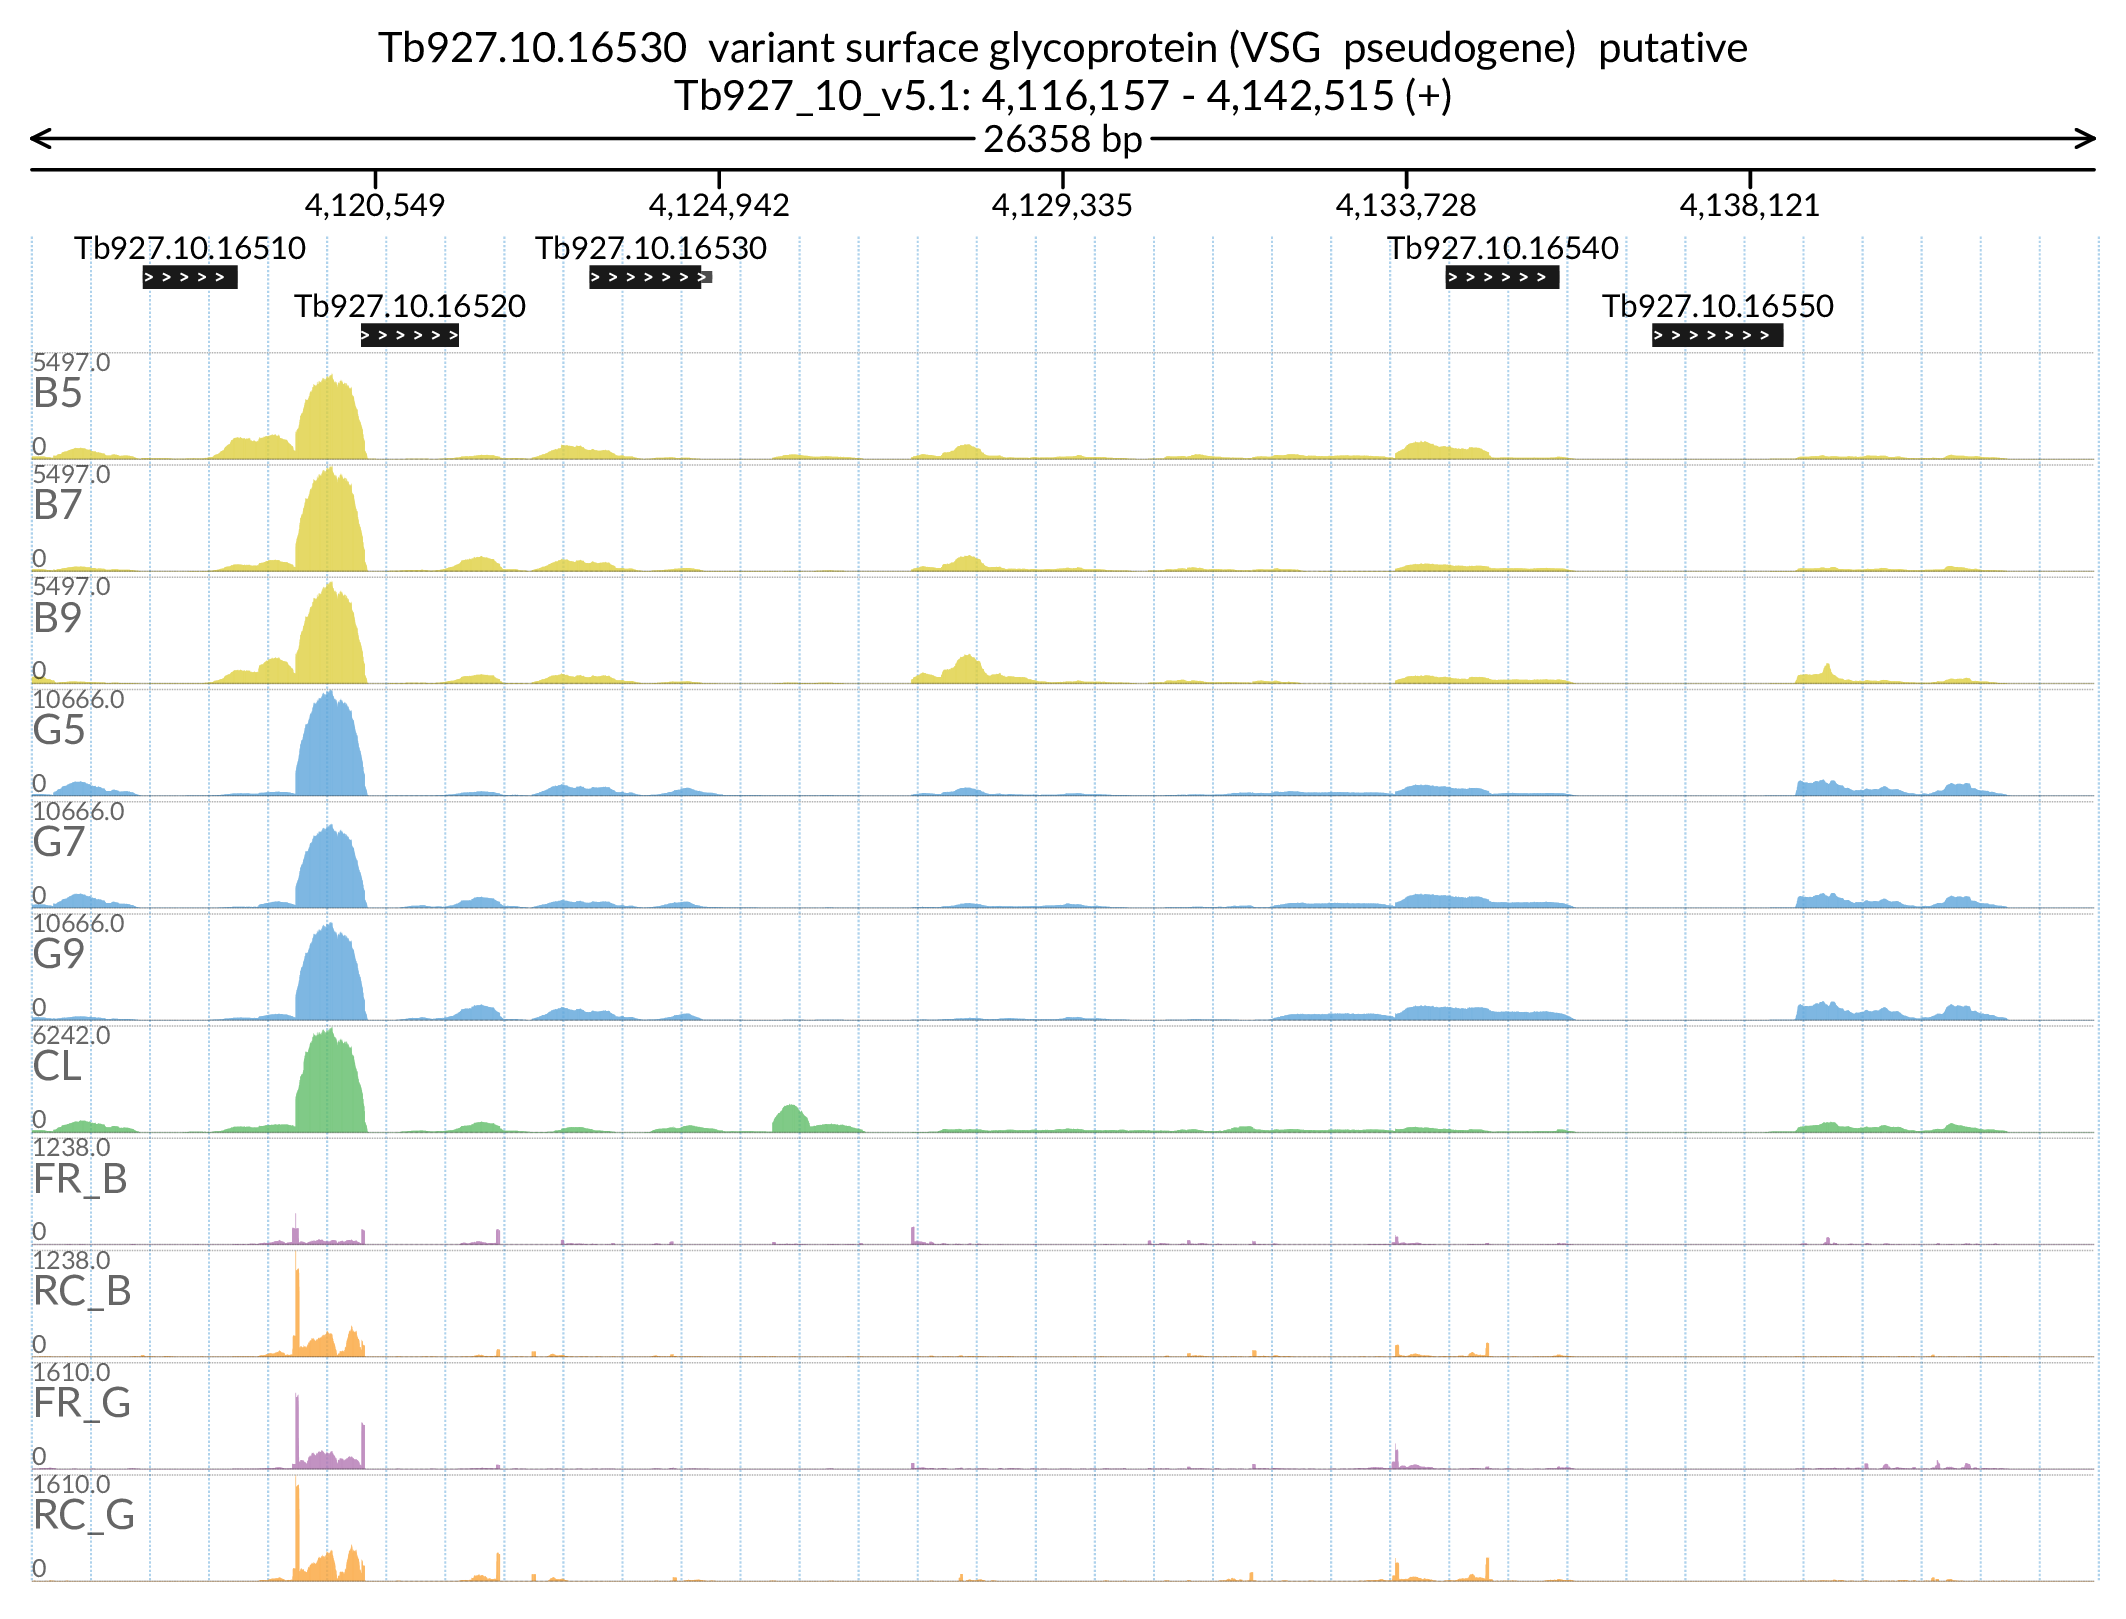 Tb927.10.16530  variant surface glycoprotein (VSG  pseudogene)  putative
Tb927_10_v5.1: 4,116,157 - 4,142,515 (+)
26358 bp
4,120,549 4,124,942 4,129,335 4,133,728 4,138,121
Tb927.10.16510 Tb927.10.16530 Tb927.10.16540
Tb927.10.16520 Tb927.10.16550
5497.0
B5
0
5497.0
B7
0
5497.0
B9
0
10666.0
G5
0
10666.0
G7
0
10666.0
G9
0
6242.0
CL
0
1238.0
FR_B
0
1238.0
RC_B
0
1610.0
FR_G
0
1610.0
RC_G
0